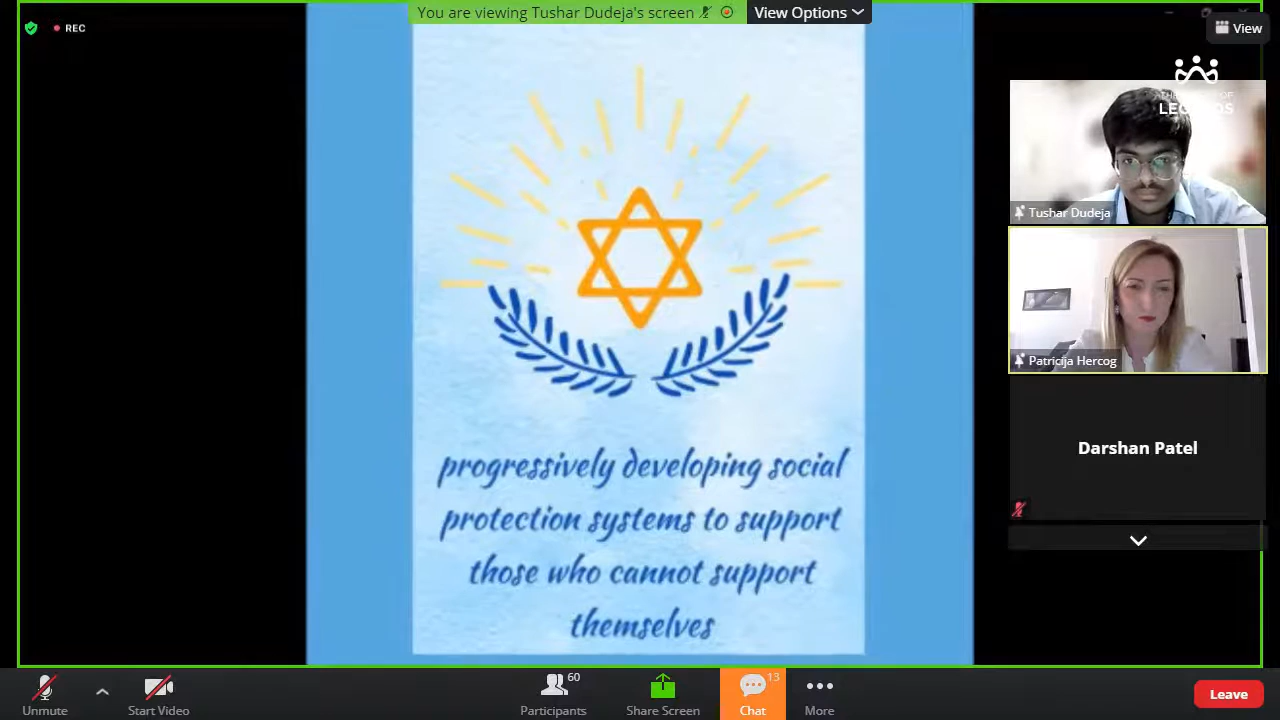 You are viewing Tushar Dudeja's screen
View Options
REC
View
LEGENDS
Tushar Dudeja
Patricija Hercog
Darshan Patel
progressively developing social
protection systems to support
those who cannot support
themselves
Unmute
Start Video
60
Participants
Share Screen
13
Chat
More
Leave